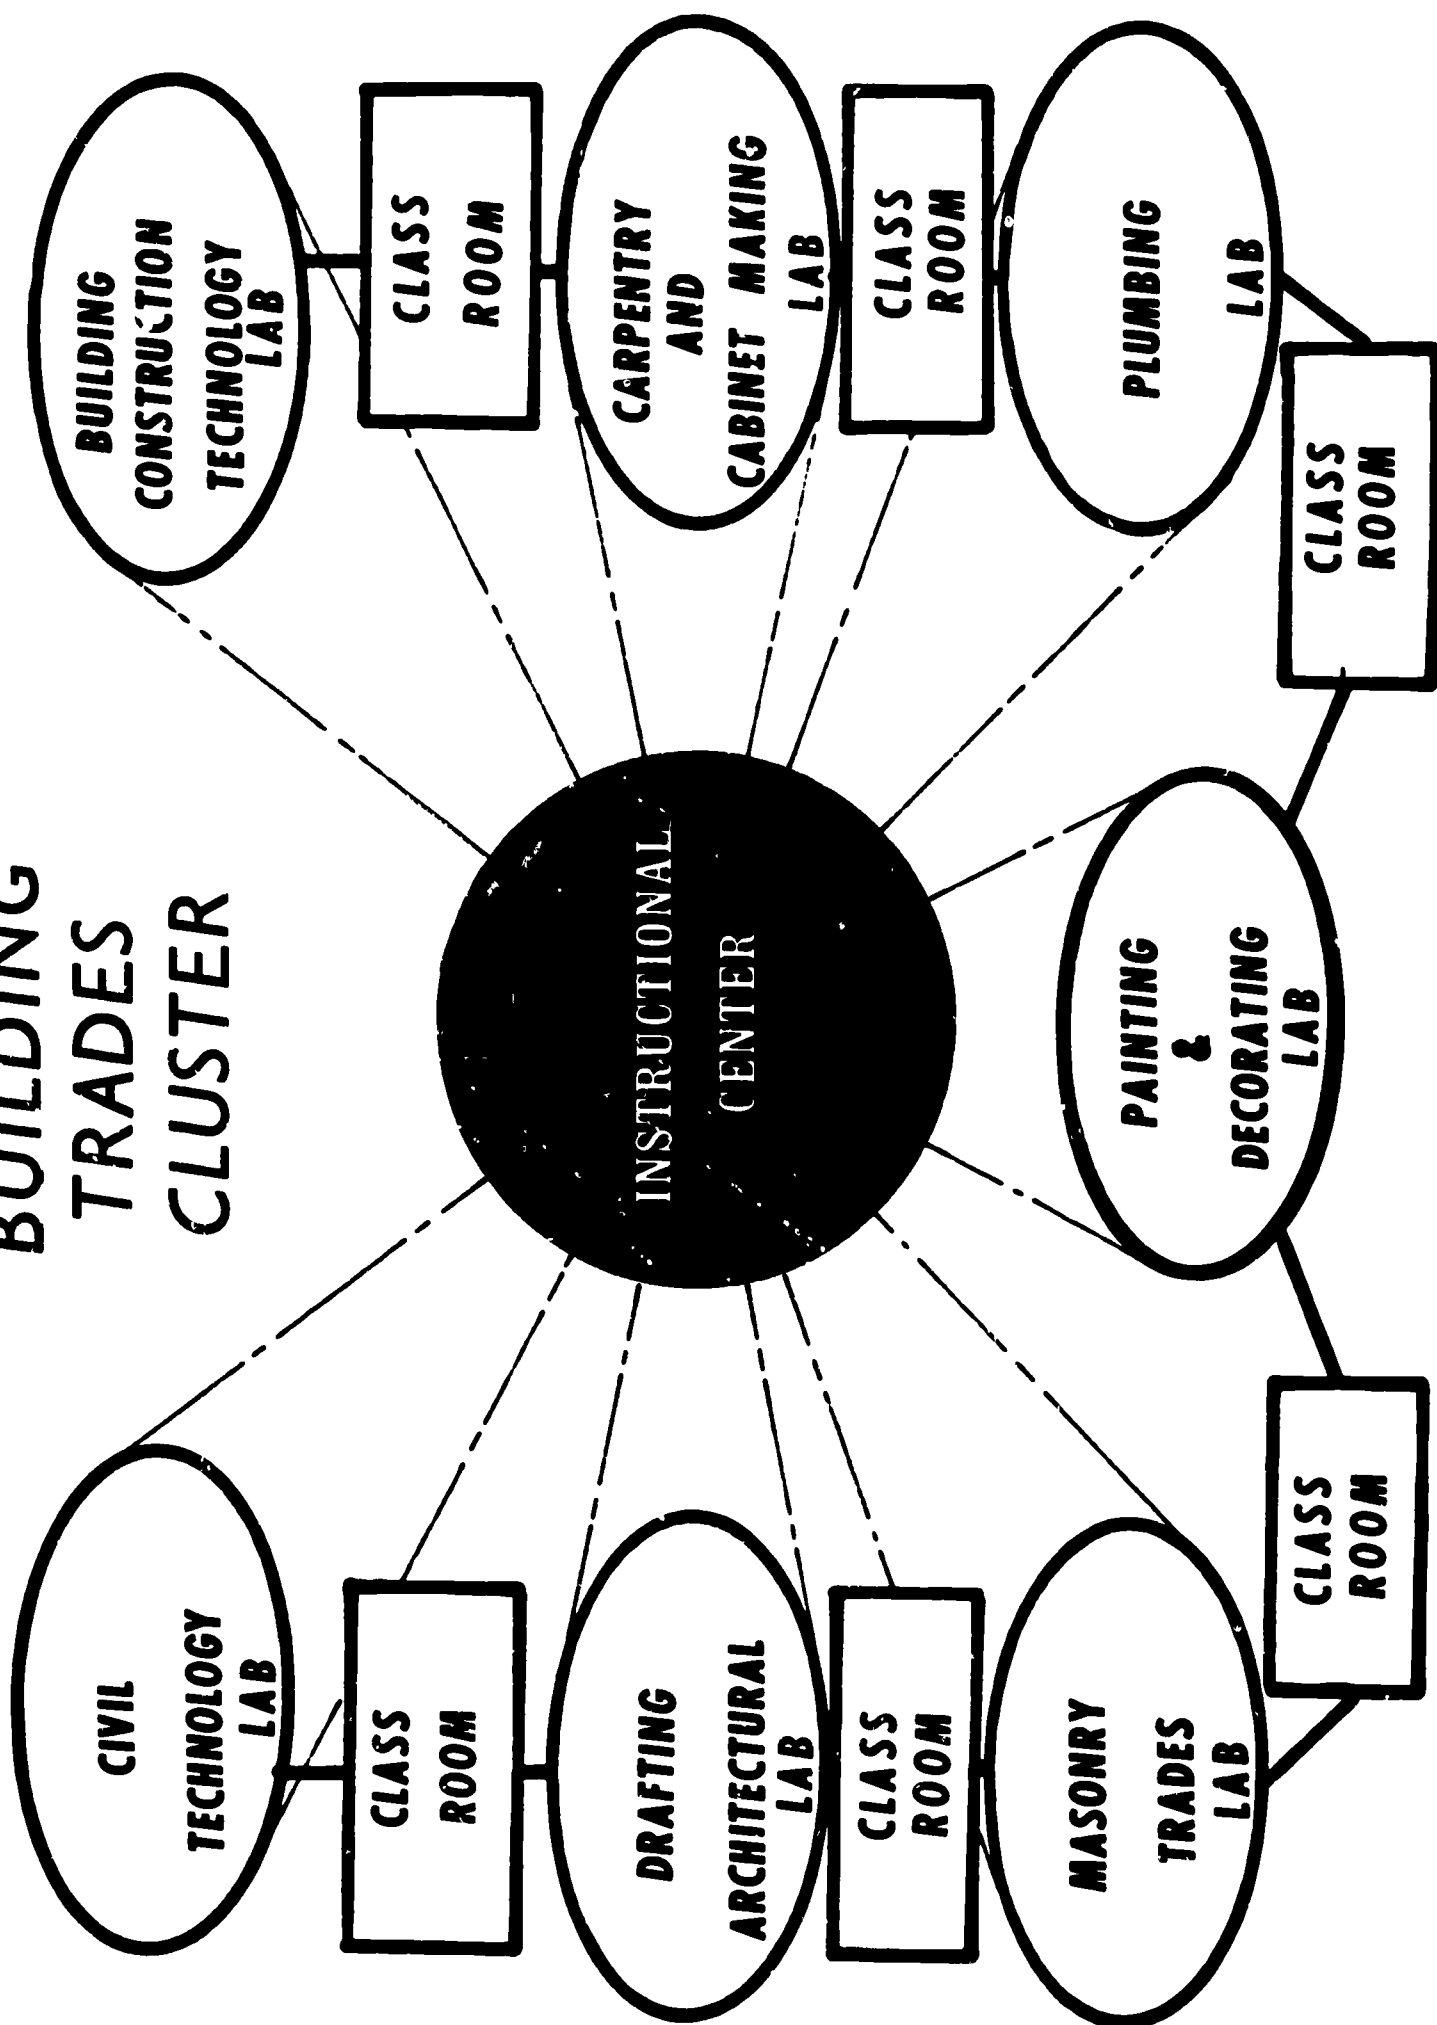 BUILDING
TRADES
CLUSTER
CIVIL
TECHNOLOGY
LAB
BUILDING
CONSTRUCTION
TECHNOLOGY
LAB
CLASS
ROOM
CLASS
ROOM
INSTRUCTIONAL
CENTER
DRAFTING
ARCHITECTURAL
LAB
CARPENTRY
AND
CABINET MAKING
LAB
CLASS
ROOM
CLASS
ROOM
MASONRY
TRADES
LAB
PAINTING
&
DECORATING
LAB
PLUMBING
LAB
CLASS
ROOM
CLASS
ROOM